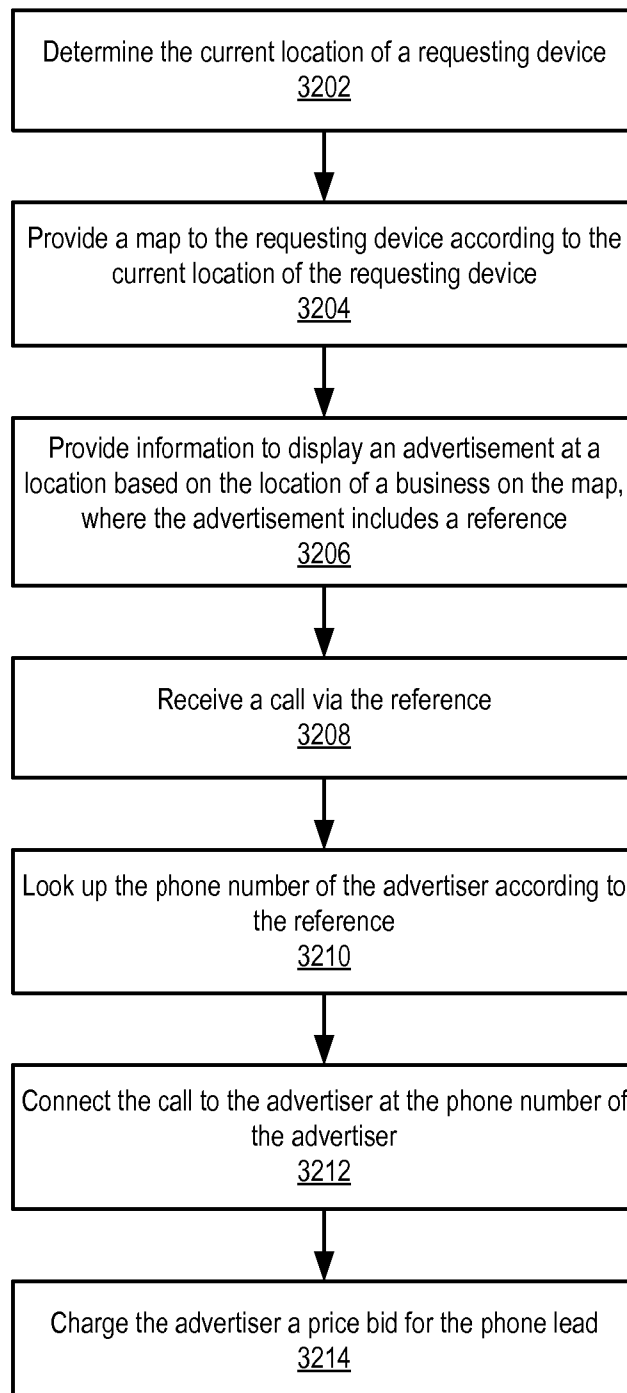 Determine the current location of a requesting device
3202
Provide a map to the requesting device according to the
current location of the requesting device
3204
Provide information to display an advertisement at a
location based on the location of a business on the map,
where the advertisement includes a reference
3206
Receive a call via the reference
3208
Look up the phone number of the advertiser according to
the reference
3210
Connect the call to the advertiser at the phone number of
the advertiser
3212
Charge the advertiser a price bid for the phone lead
3214